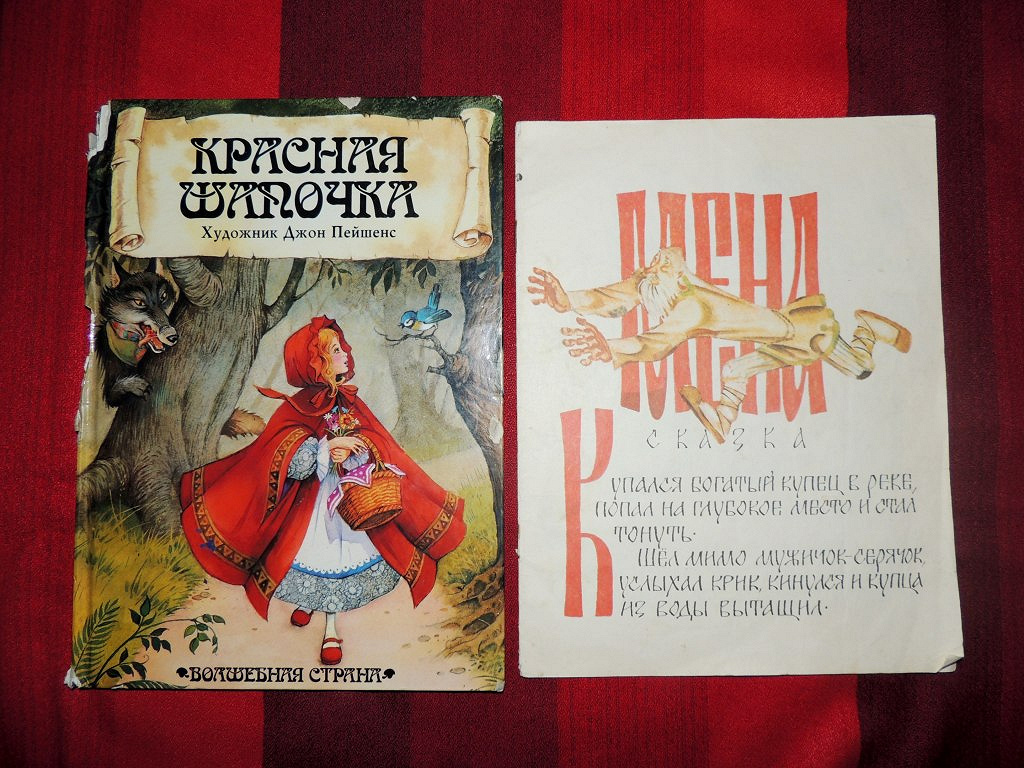 КРАСНАЯ
ШАПОЧКА
Художник Джон Пейшенс
ВОЛШЕБНАЯ СТРАНА
МЕНА
СКАЗКА
КУПАЛСЯ БОГАТЫЙ КУПЕЦ В РЕКЕ,
ПОПАЛ НА ГЛУБОКОЕ МЕСТО И СТАЛ
ТОНУТЬ.
ШЁЛ МИМО МУЖИЧОК-СЕРЯЧОК,
УСЛЫХАЛ КРИК, КИНУЛСЯ И КУПЦА
ИЗ ВОДЫ ВЫТАЩИЛ.